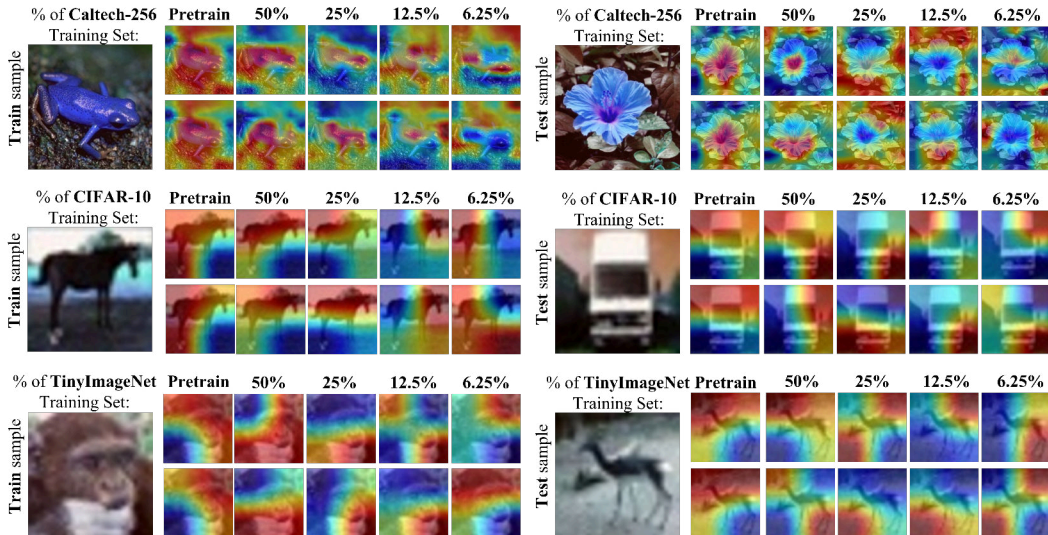 % of Caltech-256
Training Set:
Pretrain 50% 25% 12.5% 6.25%
Train sample
% of Caltech-256
Training Set:
Pretrain 50% 25% 12.5% 6.25%
Test sample
% of CIFAR-10
Training Set:
Pretrain 50% 25% 12.5% 6.25%
Train sample
% of CIFAR-10
Training Set:
Pretrain 50% 25% 12.5% 6.25%
Test sample
% of TinyImageNet
Training Set:
Pretrain 50% 25% 12.5% 6.25%
Train sample
% of TinyImageNet
Training Set:
Pretrain 50% 25% 12.5% 6.25%
Test sample